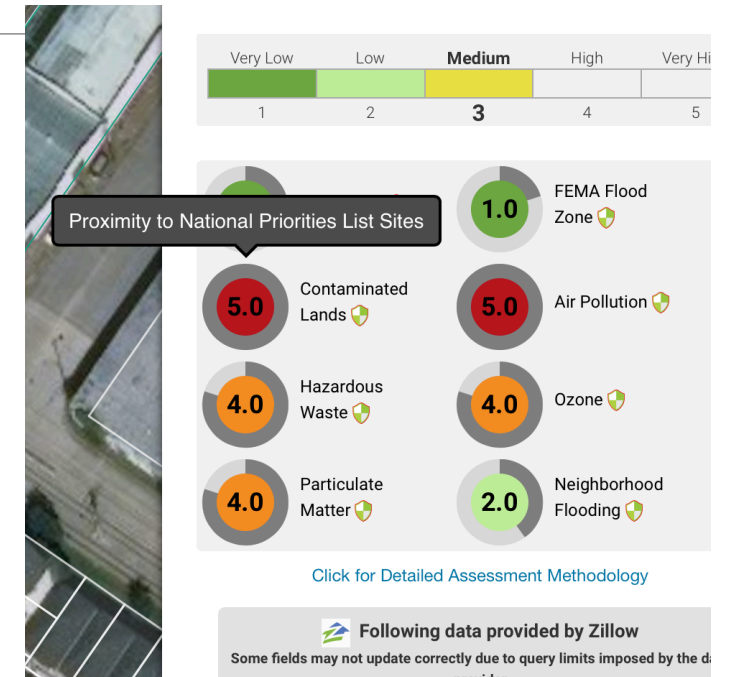 Very Low Low Medium High Very Hi
1 2 3 4 5
Proximity to National Priorities List Sites
1.0 FEMA Flood
Zone
5.0 Contaminated
Lands
5.0 Air Pollution
4.0 Hazardous
Waste
4.0 Ozone
4.0 Particulate
Matter
2.0 Neighborhood
Flooding
Click for Detailed Assessment Methodology
Following data provided by Zillow
Some fields may not update correctly due to query limits imposed by the da